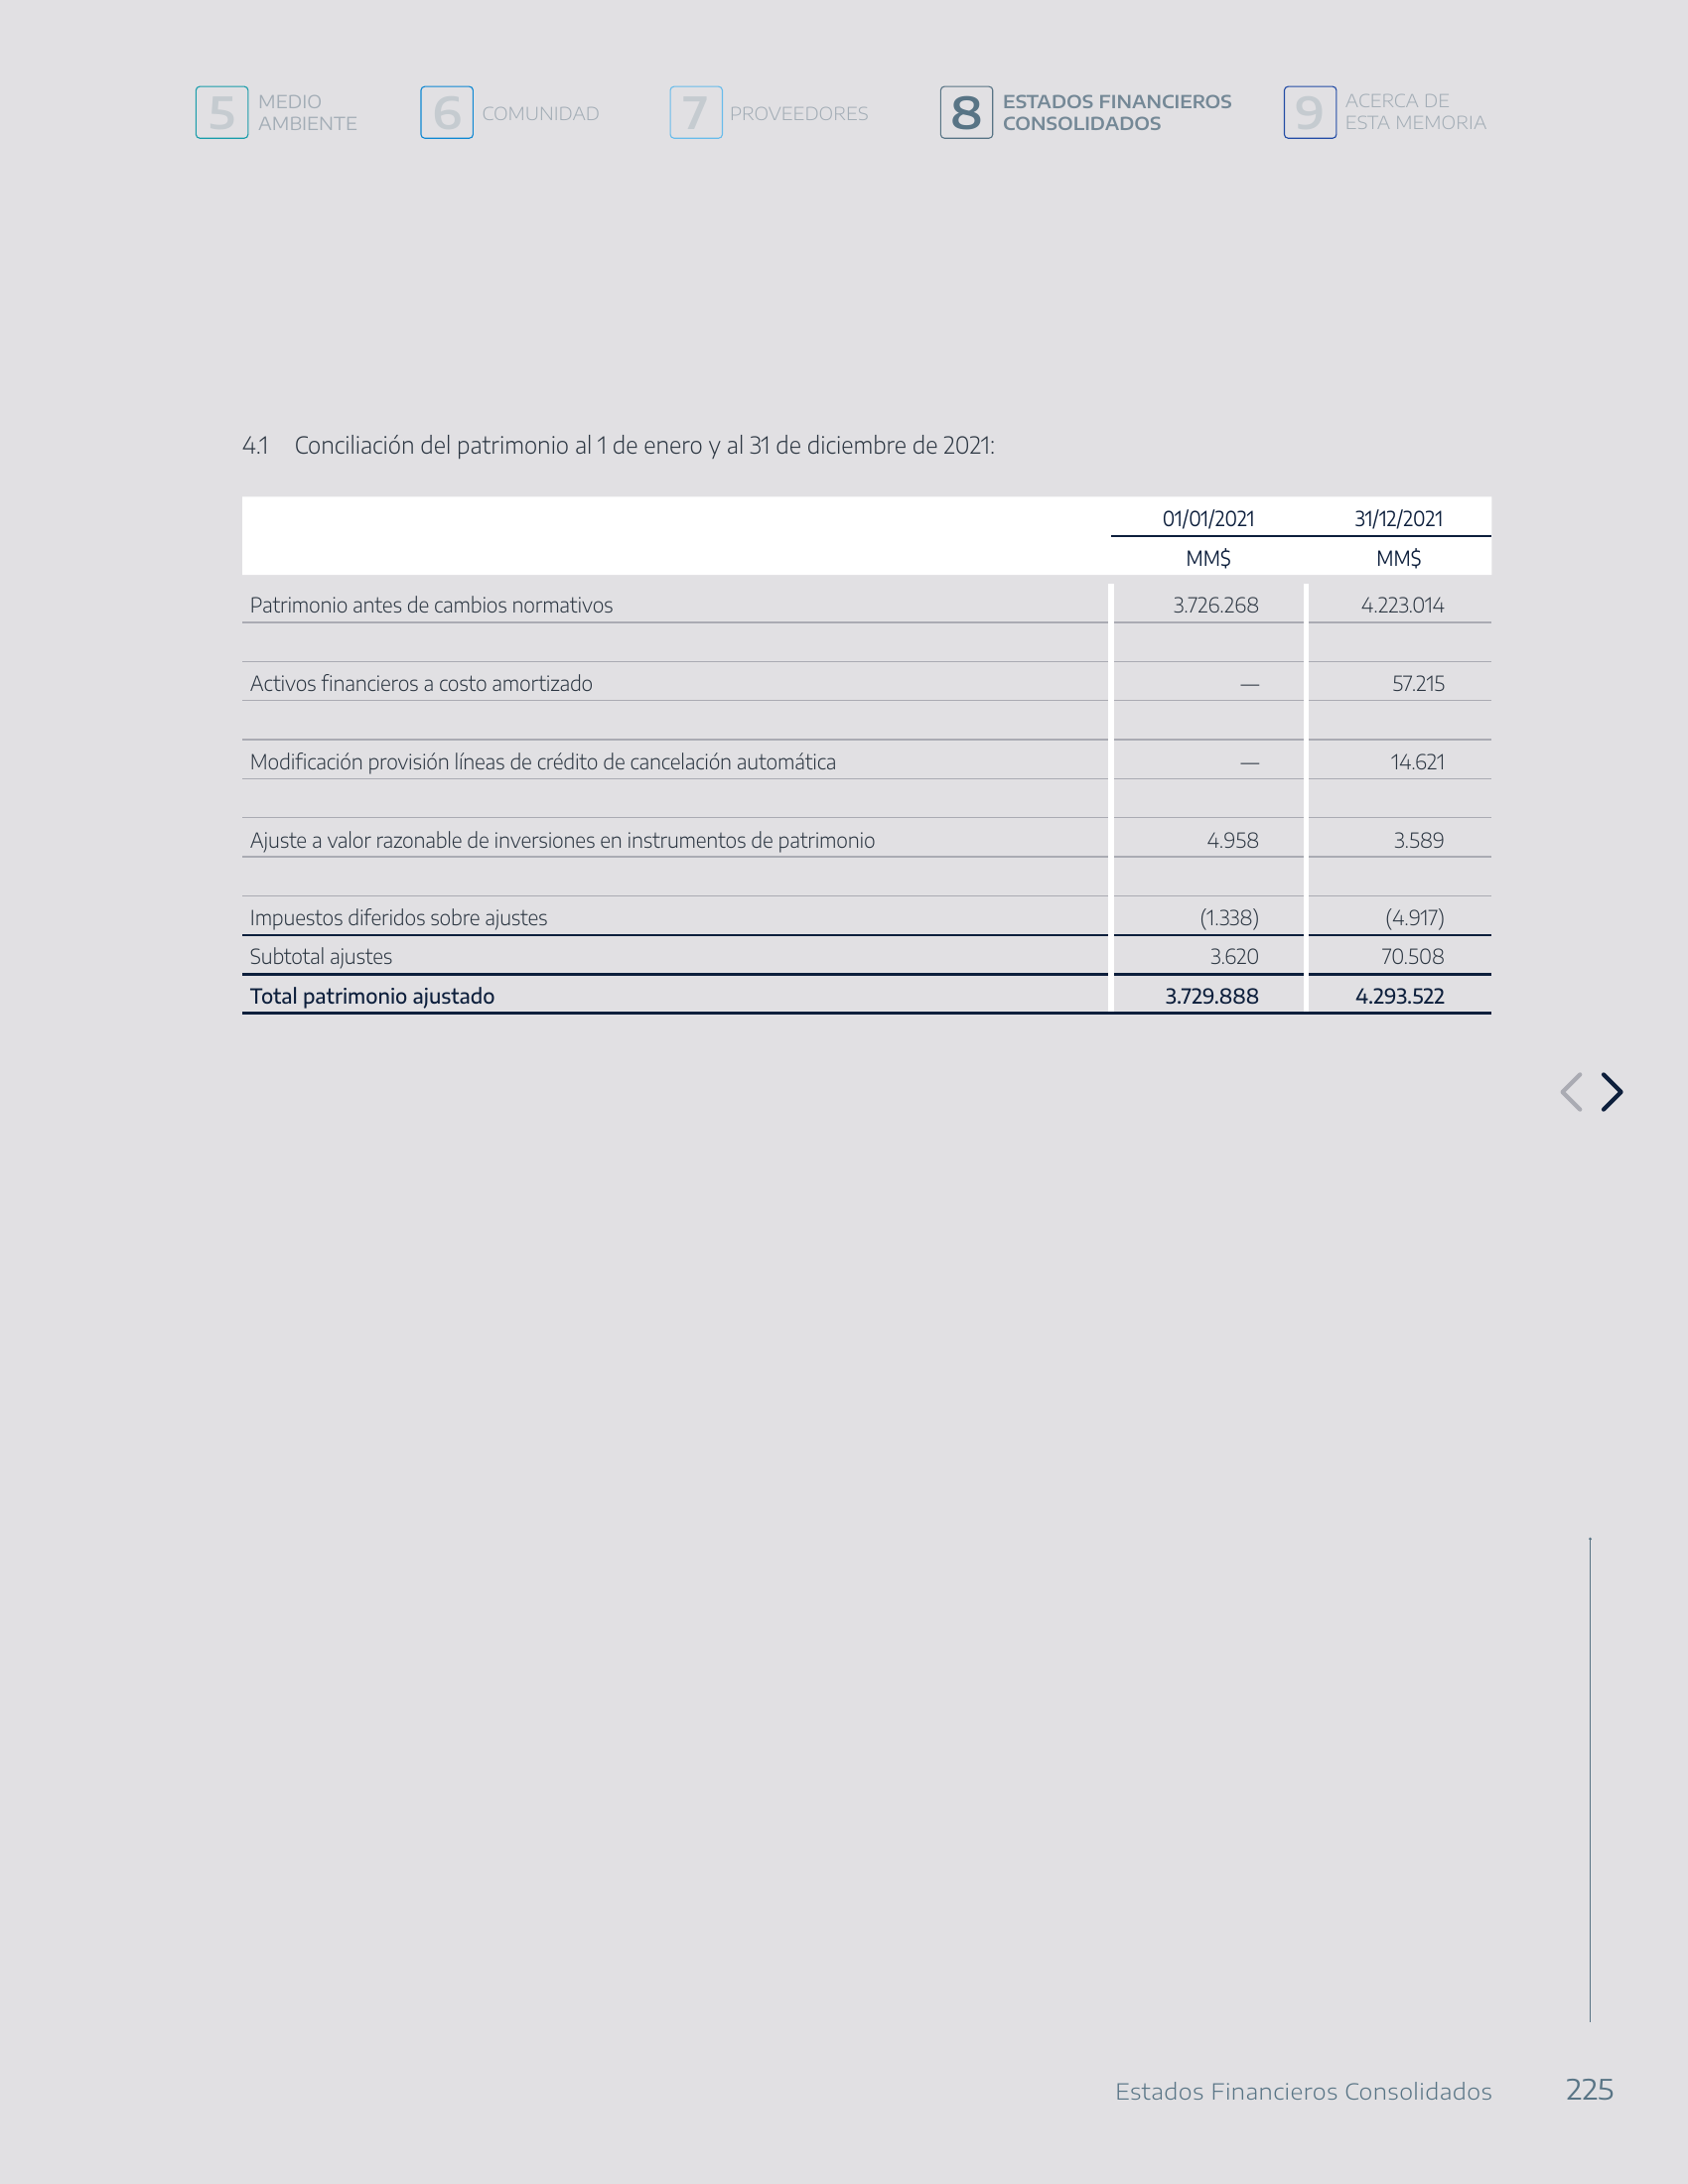 5 MEDIO AMBIENTE
6 COMUNIDAD
7 PROVEEDORES
8 ESTADOS FINANCIEROS CONSOLIDADOS
9 ACERCA DE ESTA MEMORIA
4.1 Conciliación del patrimonio al 1 de enero y al 31 de diciembre de 2021:
01/01/2021 31/12/2021
MM$ MM$
Patrimonio antes de cambios normativos 3.726.268 4.223.014
Activos financieros a costo amortizado — 57.215
Modificación provisión líneas de crédito de cancelación automática — 14.621
Ajuste a valor razonable de inversiones en instrumentos de patrimonio 4.958 3.589
Impuestos diferidos sobre ajustes (1.338) (4.917)
Subtotal ajustes 3.620 70.508
Total patrimonio ajustado 3.729.888 4.293.522
Estados Financieros Consolidados 225